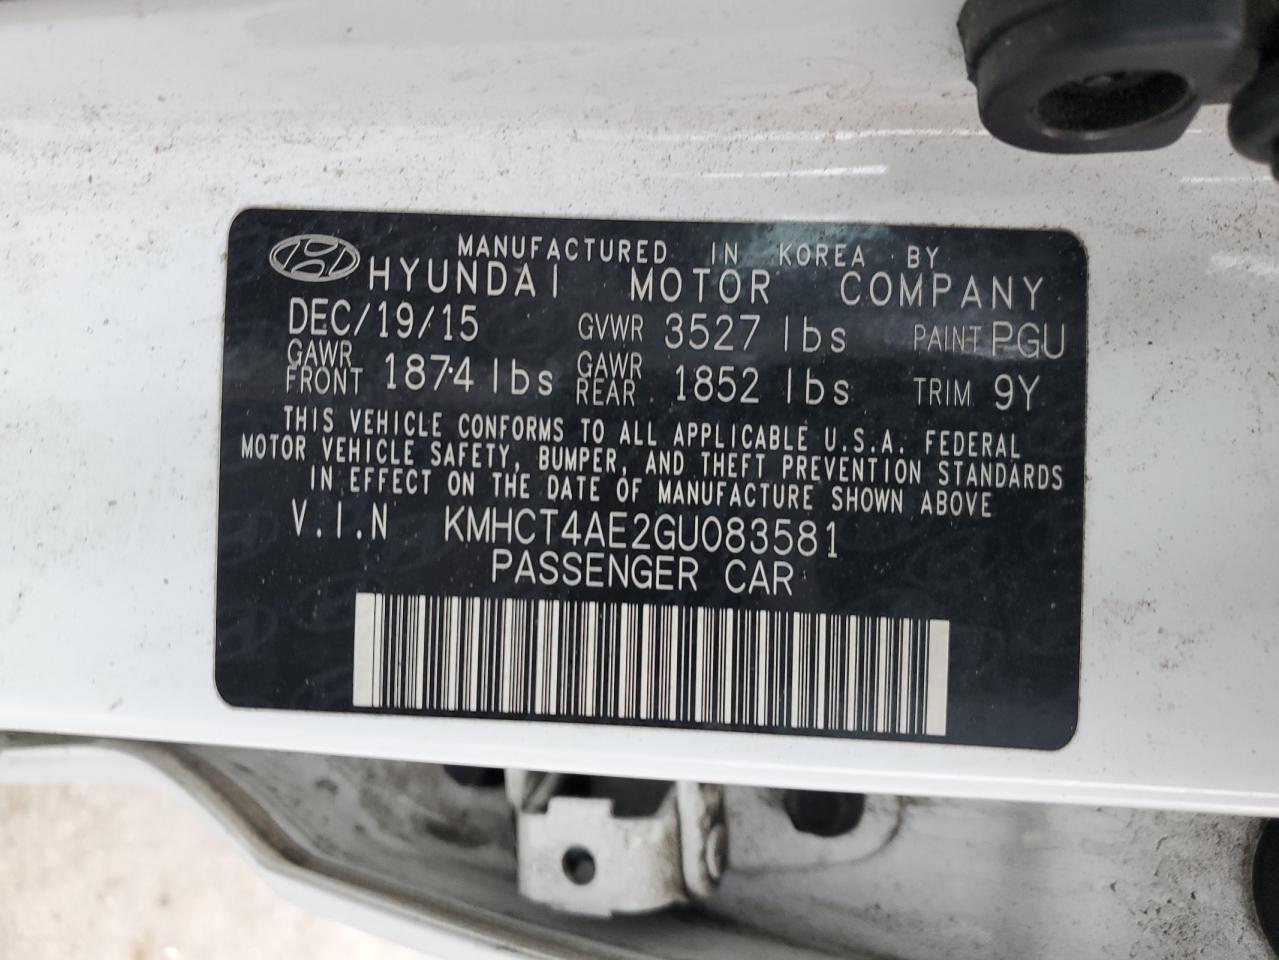 MANUFACTURED IN KOREA BY
HYUNDAI MOTOR COMPANY
DEC/19/15 GVWR 3527 lbs PAINT PGU
GAWR FRONT 1874 lbs GAWR REAR 1852 lbs TRIM 9Y
THIS VEHICLE CONFORMS TO ALL APPLICABLE U.S.A. FEDERAL
MOTOR VEHICLE SAFETY, BUMPER, AND THEFT PREVENTION STANDARDS
IN EFFECT ON THE DATE OF MANUFACTURE SHOWN ABOVE
V.I.N KMHCT4AE2GU083581
PASSENGER CAR